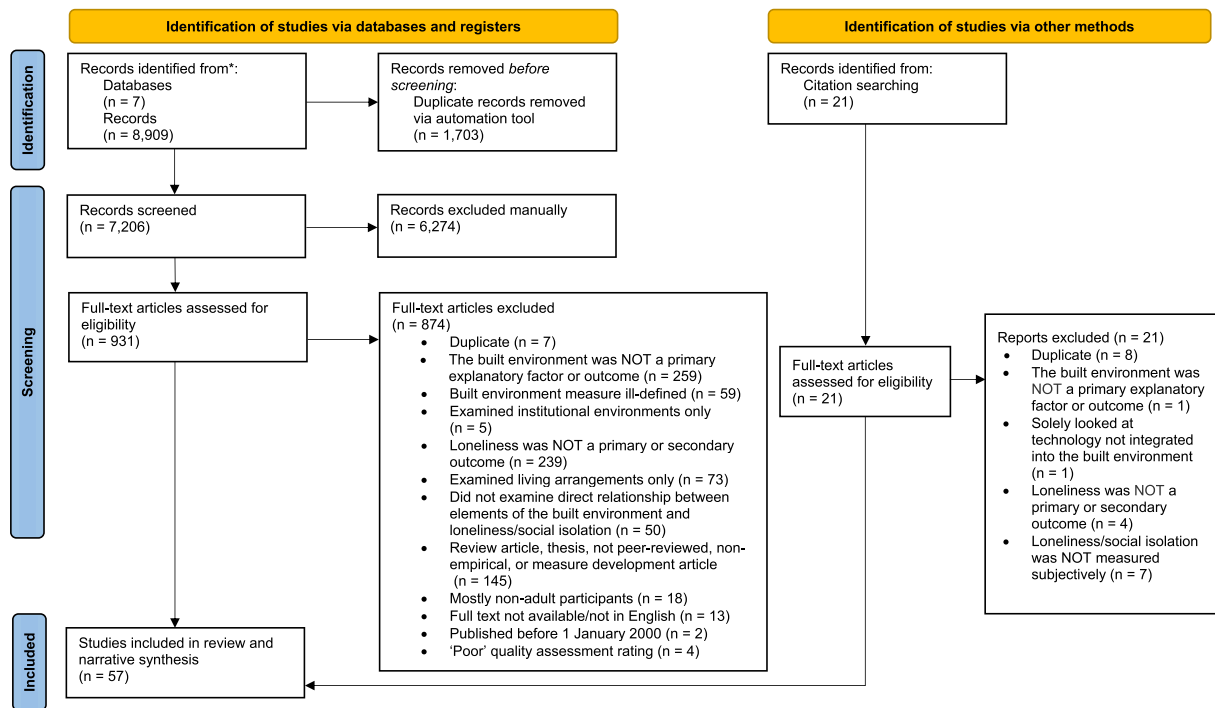 Identification of studies via databases and registers
Identification of studies via other methods
Identification
Records identified from*:
Databases
(n = 7)
Records
(n = 8,909)
Records removed before
screening:
Duplicate records removed
via automation tool
(n = 1,703)
Records identified from:
Citation searching
(n = 21)
Screening
Records screened
(n = 7,206)
Records excluded manually
(n = 6,274)
Full-text articles assessed for
eligibility
(n = 931)
Full-text articles excluded
(n = 874)
• Duplicate (n = 7)
• The built environment was NOT a primary
explanatory factor or outcome (n = 259)
• Built environment measure ill-defined (n = 59)
• Examined institutional environments only
(n = 5)
• Loneliness was NOT a primary or secondary
outcome (n = 239)
• Examined living arrangements only (n = 73)
• Did not examine direct relationship between
elements of the built environment and
loneliness/social isolation (n = 50)
• Review article, thesis, not peer-reviewed, non-
empirical, or measure development article
(n = 145)
• Mostly non-adult participants (n = 18)
• Full text not available/not in English (n = 13)
• Published before 1 January 2000 (n = 2)
• ‘Poor’ quality assessment rating (n = 4)
Full-text articles
assessed for eligibility
(n = 21)
Reports excluded (n = 21)
• Duplicate (n = 8)
• The built environment was
NOT a primary explanatory
factor or outcome (n = 1)
• Solely looked at
technology not integrated
into the built environment
(n = 1)
• Loneliness was NOT a
primary or secondary
outcome (n = 4)
• Loneliness/social isolation
was NOT measured
subjectively (n = 7)
Included
Studies included in review and
narrative synthesis
(n = 57)